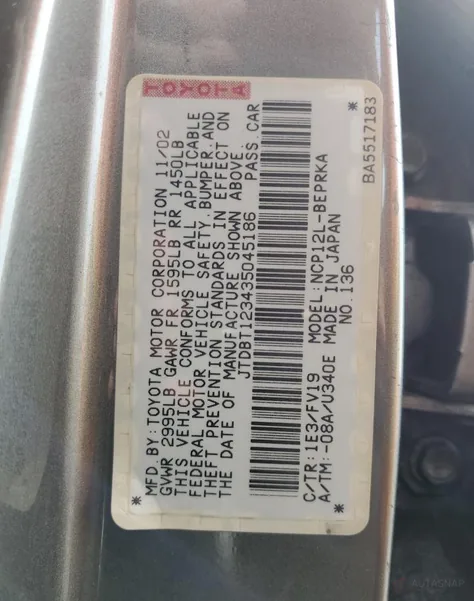 TOYOTA
MFD. BY: TOYOTA MOTOR CORPORATION 11/02
GVWR 2995LB GAWR FR 1595LB RR 1450LB
THIS VEHICLE CONFORMS TO ALL APPLICABLE
FEDERAL MOTOR VEHICLE SAFETY, BUMPER, AND
THEFT PREVENTION STANDARDS IN EFFECT ON
THE DATE OF MANUFACTURE SHOWN ABOVE
JTDBT123435045186 PASS. CAR
C/TR: 1E3/FV19 MODEL: NCP12L-BEPRKA
A/TM: -08A/U340E MADE IN JAPAN
* NO. 136 *
BA5517183
*
AUTOSNAP